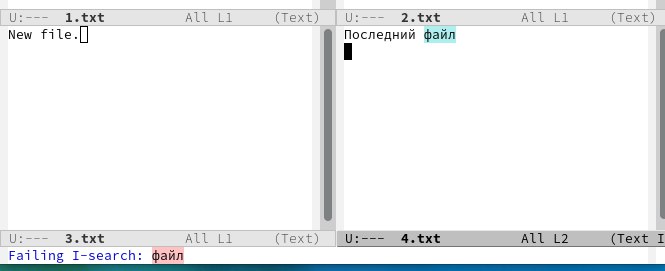 U:--- 1.txt All L1 (Text)
U:--- 2.txt All L1 (Text)
New file.
Последний файл
U:--- 3.txt All L1 (Text)
U:--- 4.txt All L2 (Text I
Failing I-search: файл